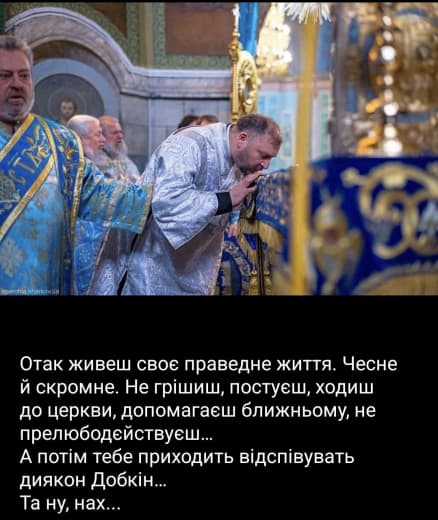 Отак живеш своє праведне життя. Чесне
й скромне. Не грішиш, постуєш, ходиш
до церкви, допомагаєш ближньому, не
прелюбодєйствуєш...
А потім тебе приходить відспівувать
диякон Добкін...
Та ну, нах...